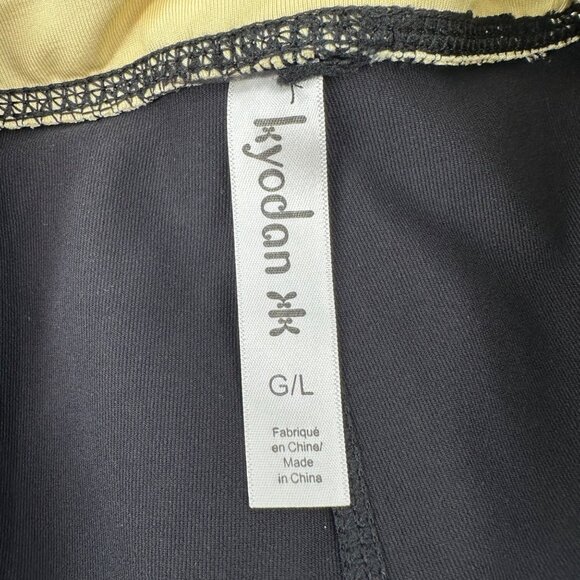 kyodan
G/L
Fabriqué
en Chine/
Made
in China